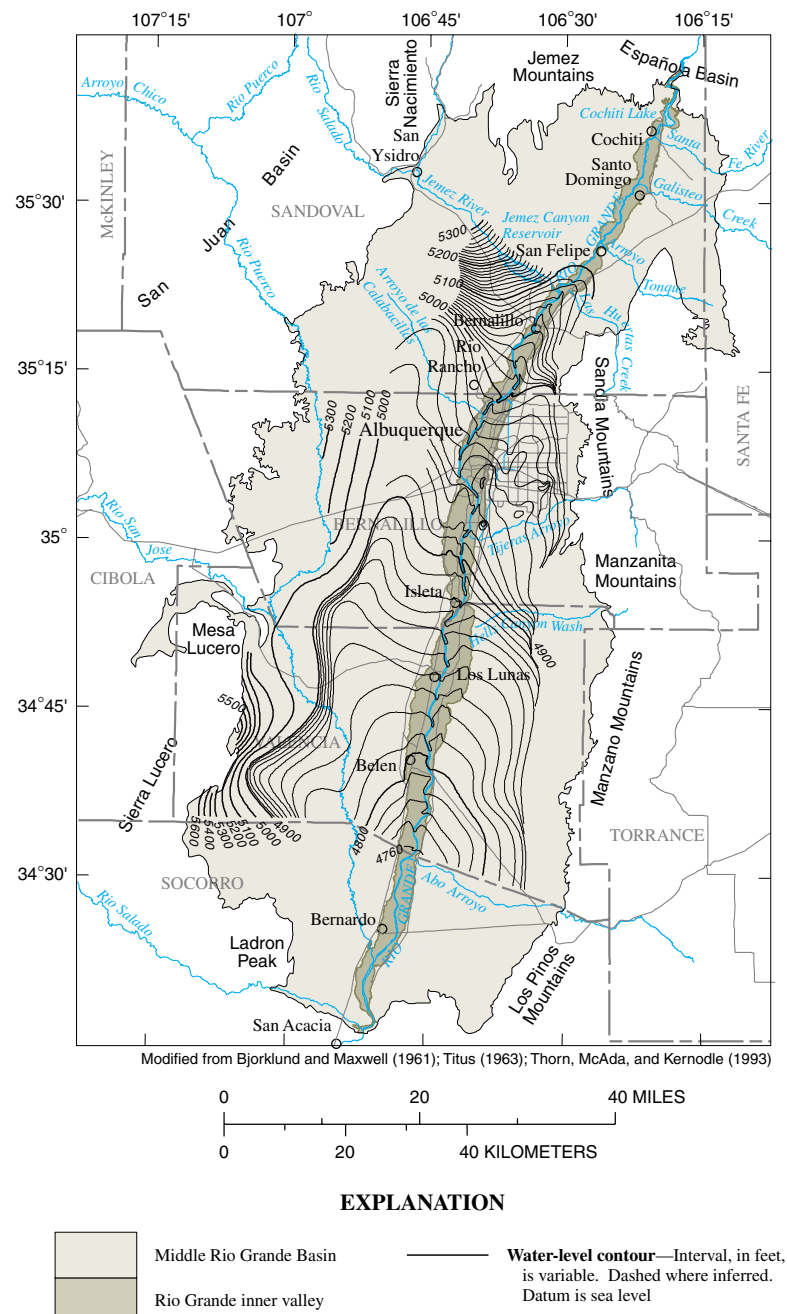 107°15'
107°
106°45'
106°30'
106°15'
Jemez
Mountains
Española Basin
Arroyo Chico
Rio Puerco
Rio
Salado
Sierra
Nacimiento
Cochiti Lake
Cochiti
Santa
Fe River
San
Ysidro
Santo
Domingo
McKINLEY
San Juan Basin
35°30'
SANDOVAL
Jemez River
Galisteo
Creek
Jemez Canyon
Reservoir
RIO GRANDE
San Felipe
Arroyo
Tonque
Rio Puerco
5300
5200
5100
5000
Arroyo de las
Calabacillas
Las Huertas Creek
Bernalillo
Rio
Rancho
35°15'
Sandia Mountains
SANTA FE
5300
5200
5100
5000
Albuquerque
Rio San
Jose
35°
BERNALILLO
Tijeras Arroyo
CIBOLA
Manzanita
Mountains
Isleta
Mesa
Lucero
Hells Canyon Wash
4900
Los Lunas
34°45'
5500
VALENCIA
Sierra Lucero
Belen
Manzano Mountains
5600
5400
5300
5200
5100
5000
4900
4800
4760
TORRANCE
34°30'
SOCORRO
Abo Arroyo
Rio
Salado
Bernardo
RIO GRANDE
Ladron
Peak
Los Pinos
Mountains
San Acacia
Modified from Bjorklund and Maxwell (1961); Titus (1963); Thorn, McAda, and Kernodle (1993)
0 20 40 MILES
0 20 40 KILOMETERS
EXPLANATION
Middle Rio Grande Basin
Rio Grande inner valley
Water-level contour—Interval, in feet,
is variable. Dashed where inferred.
Datum is sea level